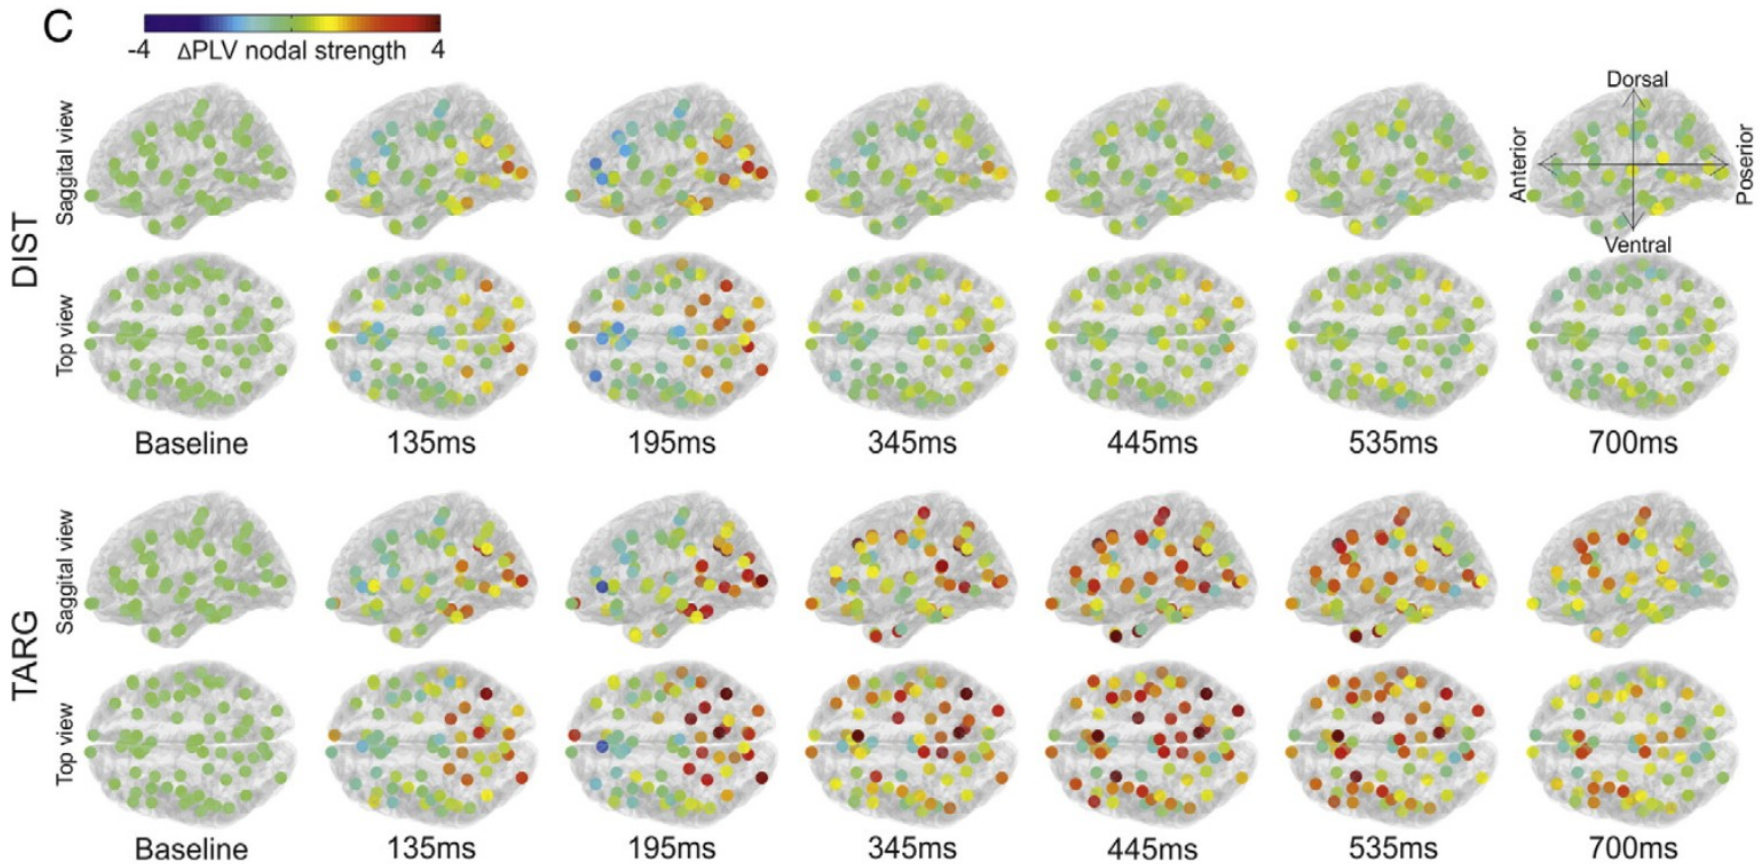 C
-4 ΔPLV nodal strength 4
DIST
Saggital view
Dorsal
Anterior
Poserior
Ventral
Top view
Baseline 135ms 195ms 345ms 445ms 535ms 700ms
TARG
Saggital view
Top view
Baseline 135ms 195ms 345ms 445ms 535ms 700ms